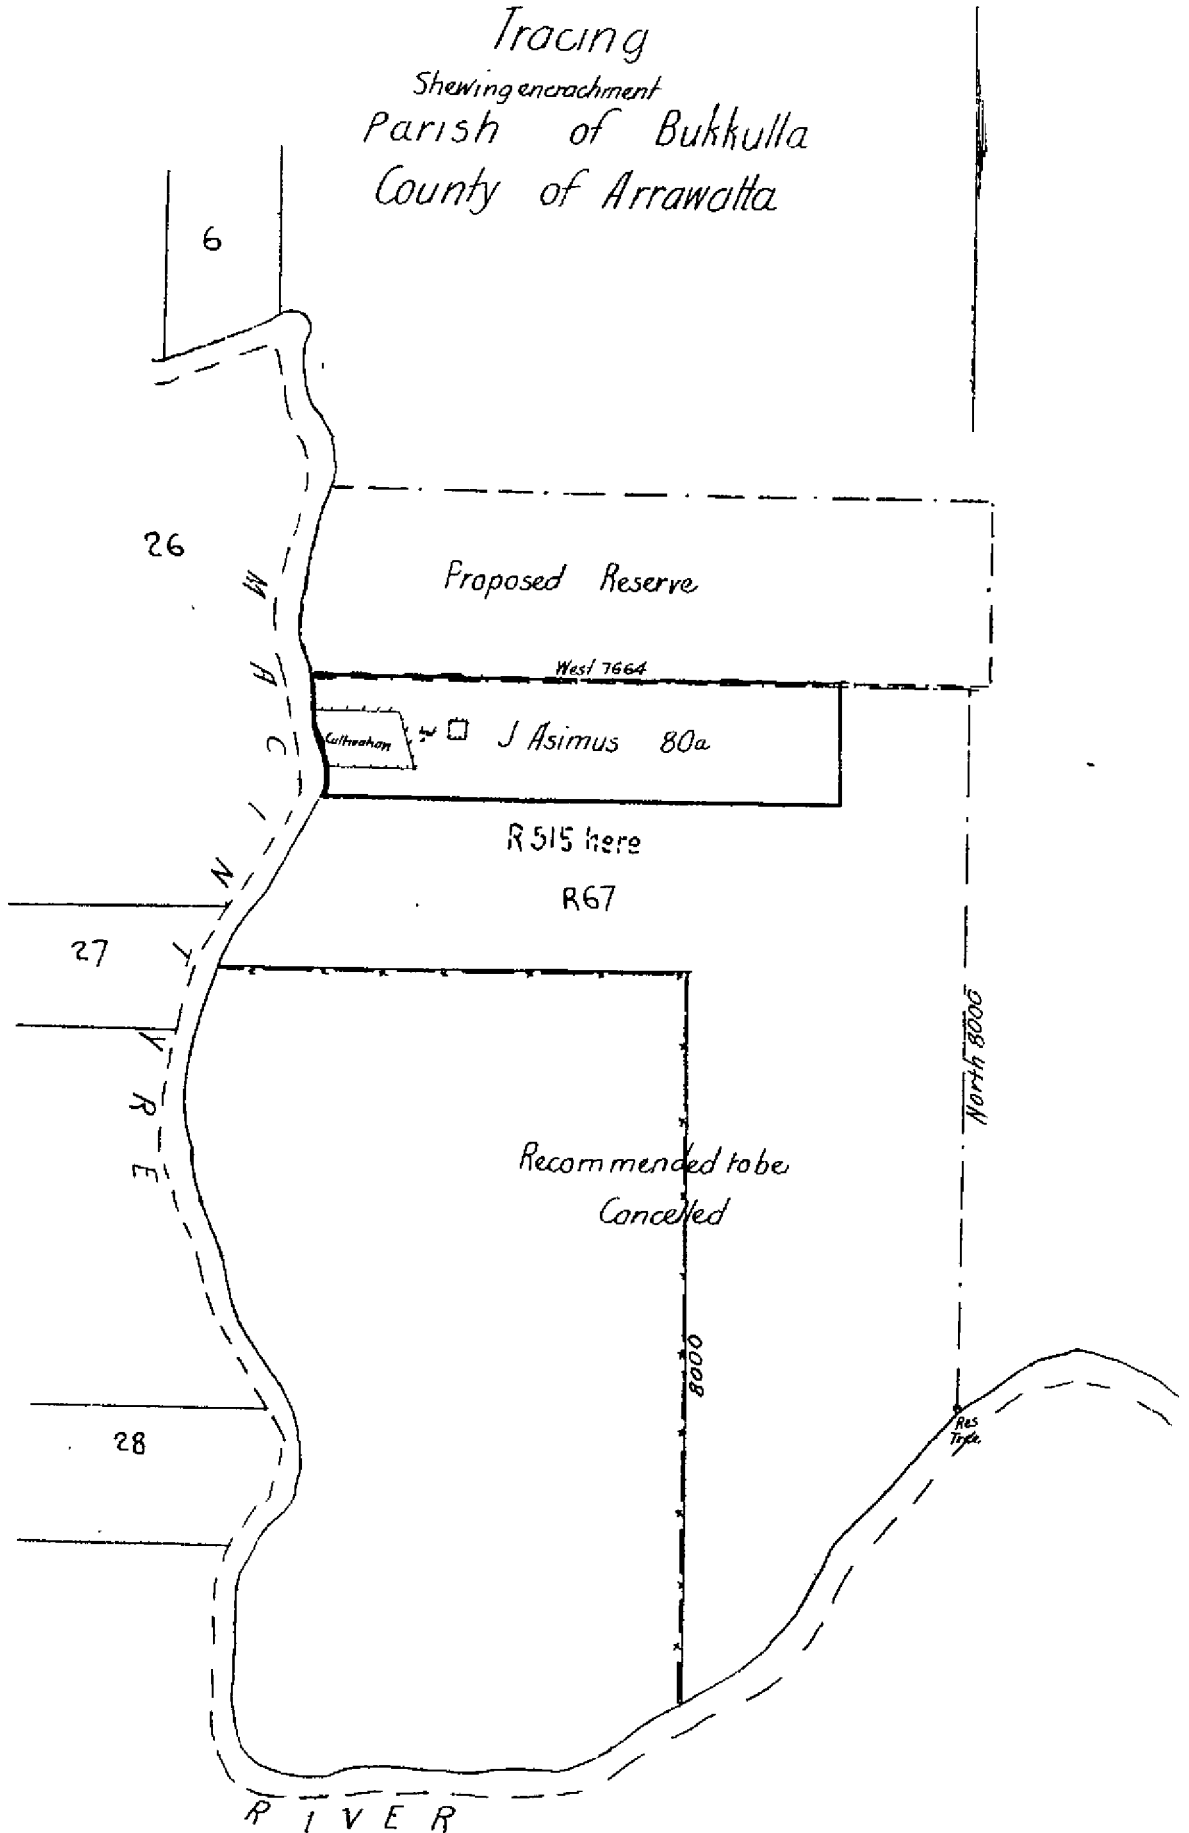 Tracing
Shewing encrachment
Parish of Bukkulla
County of Arrawatta
6
26
Proposed Reserve
West 7664
Cultivation
J Asimus 80a
R 515 here
R67
27
MACINTYRE
North 8000
Recommended to be
Cancelled
8000
Res
Tree
28
RIVER